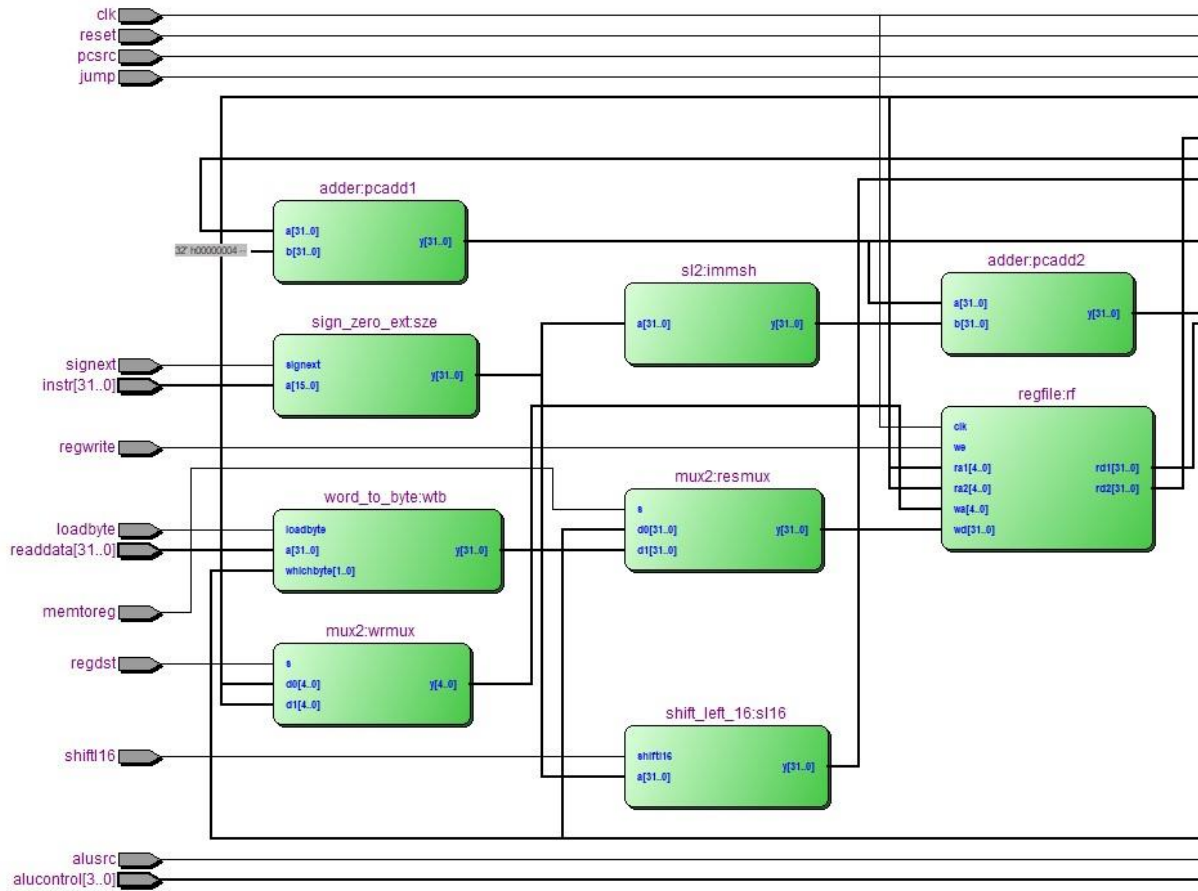 clk
reset
pcsrc
jump
adder:pcadd1
a[31..0]
b[31..0]
y[31..0]
32' h00000004 --
sl2:immsh
a[31..0]
y[31..0]
adder:pcadd2
a[31..0]
b[31..0]
y[31..0]
sign_zero_ext:sze
signext
a[15..0]
y[31..0]
signext
instr[31..0]
regfile:rf
clk
we
ra1[4..0]
ra2[4..0]
wa[4..0]
wd[31..0]
rd1[31..0]
rd2[31..0]
regwrite
word_to_byte:wtb
loadbyte
a[31..0]
whichbyte[1..0]
y[31..0]
mux2:resmux
s
d0[31..0]
d1[31..0]
y[31..0]
loadbyte
readdata[31..0]
memtoreg
mux2:wrmux
s
d0[4..0]
d1[4..0]
y[4..0]
regdst
shift_left_16:sl16
shiftl16
a[31..0]
y[31..0]
shiftl16
alusrc
alucontrol[3..0]